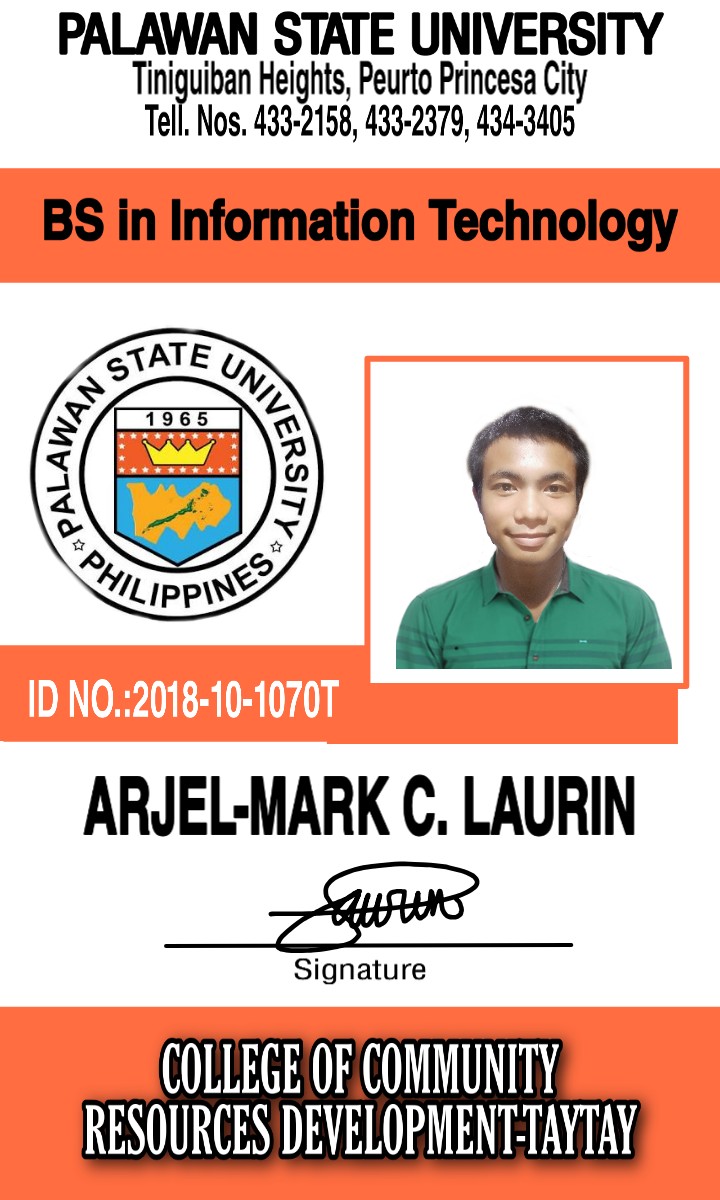 PALAWAN STATE UNIVERSITY
Tiniguiban Heights, Peurto Princesa City
Tell. Nos. 433-2158, 433-2379, 434-3405
BS in Information Technology
PALAWAN STATE UNIVERSITY
PHILIPPINES
1965
ID NO.:2018-10-1070T
ARJEL-MARK C. LAURIN
Laurin
Signature
COLLEGE OF COMMUNITY
RESOURCES DEVELOPMENT-TAYTAY